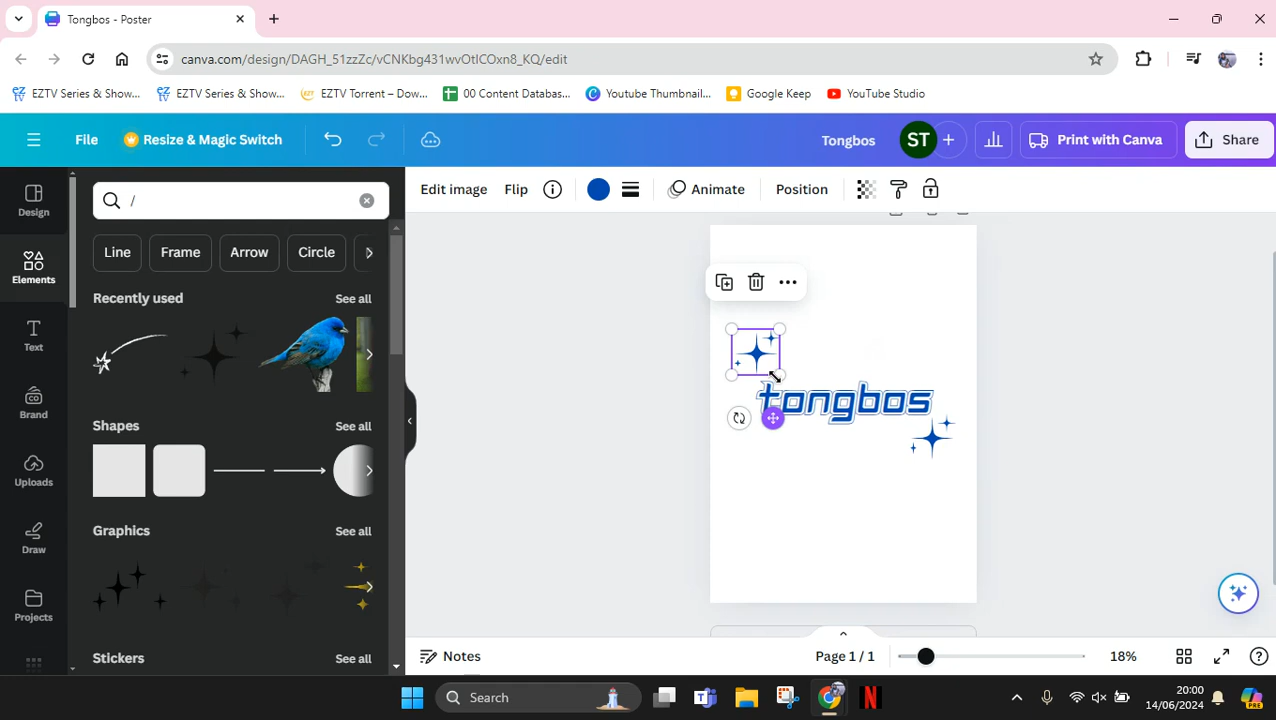 Tongbos - Poster
canva.com/design/DAGH_51zzZc/vCNKbg431wvOtICOxn8_KQ/edit
EZTV Series & Show...
EZTV Series & Show...
EZTV Torrent – Dow...
00 Content Databas...
Youtube Thumbnail...
Google Keep
YouTube Studio
File
Resize & Magic Switch
Tongbos
ST
Print with Canva
Share
Design
Elements
Text
Brand
Uploads
Draw
Projects
/
Line
Frame
Arrow
Circle
Recently used
See all
Shapes
See all
Graphics
See all
Stickers
See all
Edit image
Flip
Animate
Position
tongbos
Notes
Page 1 / 1
18%
Search
20:00
14/06/2024
PRE